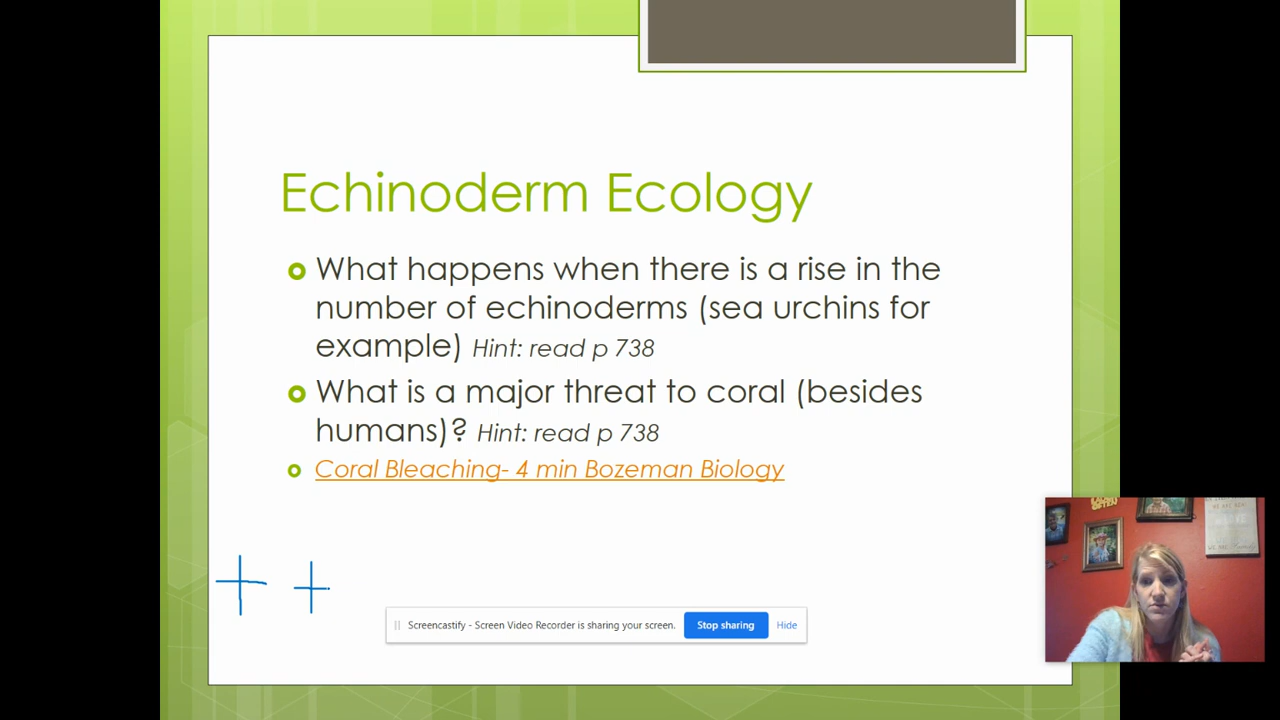 Echinoderm Ecology
What happens when there is a rise in the
number of echinoderms (sea urchins for
example) Hint: read p 738
What is a major threat to coral (besides
humans)? Hint: read p 738
Coral Bleaching- 4 min Bozeman Biology
+ +
Screencastify - Screen Video Recorder is sharing your screen. Stop sharing Hide